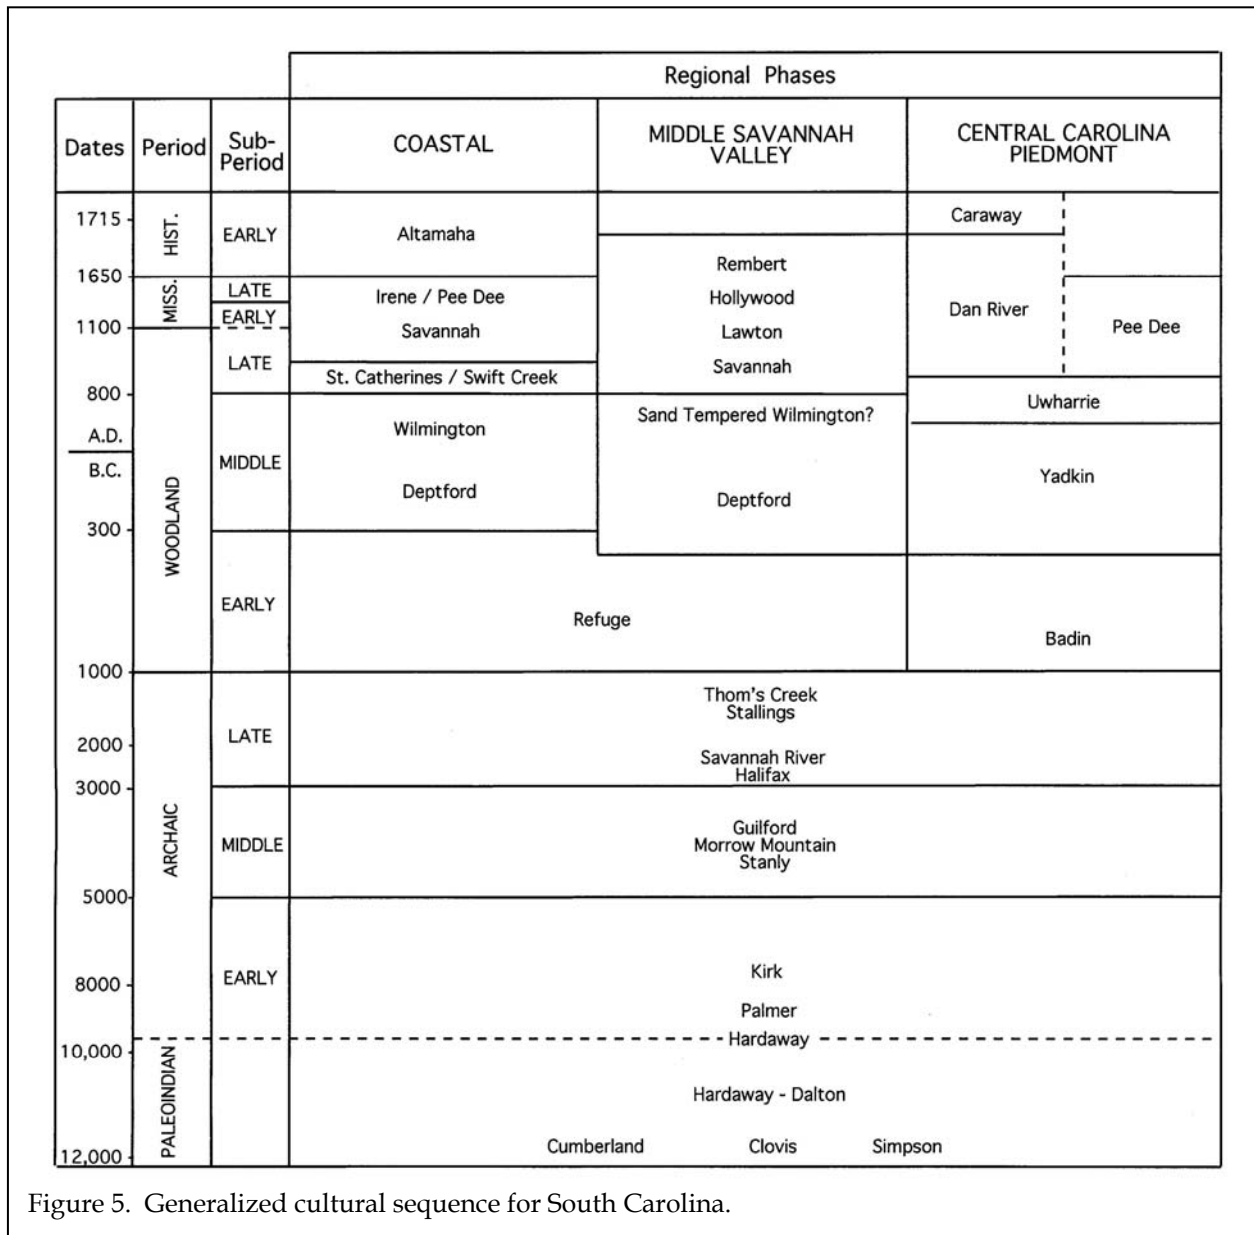 Regional Phases
Dates Period Sub-Period COASTAL MIDDLE SAVANNAH VALLEY CENTRAL CAROLINA PIEDMONT
1715 HIST. EARLY Altamaha Caraway
1650 Rembert
MISS. LATE Irene / Pee Dee Hollywood Dan River
EARLY Savannah Lawton Pee Dee
1100
LATE St. Catherines / Swift Creek Savannah
800 Uwharrie
A.D. Wilmington Sand Tempered Wilmington?
B.C. WOODLAND MIDDLE Deptford Deptford Yadkin
300
EARLY Refuge Badin
1000
Thom's Creek
Stallings
2000 LATE
Savannah River
Halifax
3000
Guilford
ARCHAIC MIDDLE Morrow Mountain
Stanly
5000
8000 EARLY Kirk
Palmer
Hardaway
10,000
PALEOINDIAN Hardaway - Dalton
12,000 Cumberland Clovis Simpson
Figure 5. Generalized cultural sequence for South Carolina.